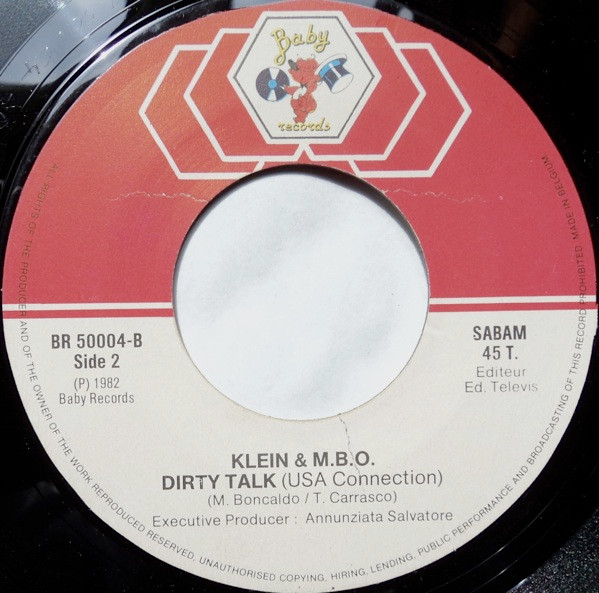 Baby
records
BR 50004-B
Side 2
(P) 1982
Baby Records
SABAM
45 T.
Editeur
Ed. Televis
KLEIN & M.B.O.
DIRTY TALK (USA Connection)
(M. Boncaldo / T. Carrasco)
Executive Producer : Annunziata Salvatore
ALL RIGHTS OF THE PRODUCER AND OF THE OWNER OF THE WORK REPRODUCED RESERVED, UNAUTHORISED COPYING, HIRING, LENDING, PUBLIC PERFORMANCE AND BROADCASTING OF THIS RECORD PROHIBITED. MADE IN BELGIUM